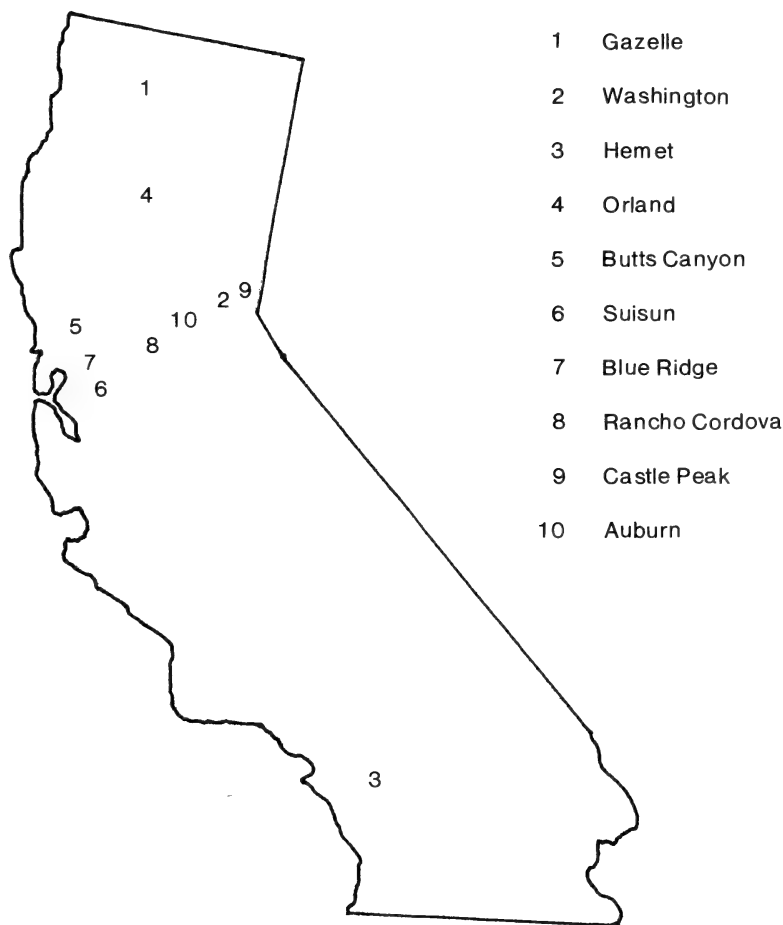 1 Gazelle
2 Washington
3 Hemet
4 Orland
5 Butts Canyon
6 Suisun
7 Blue Ridge
8 Rancho Cordova
9 Castle Peak
10 Auburn
1
4
9
2
10
5
8
7
6
3